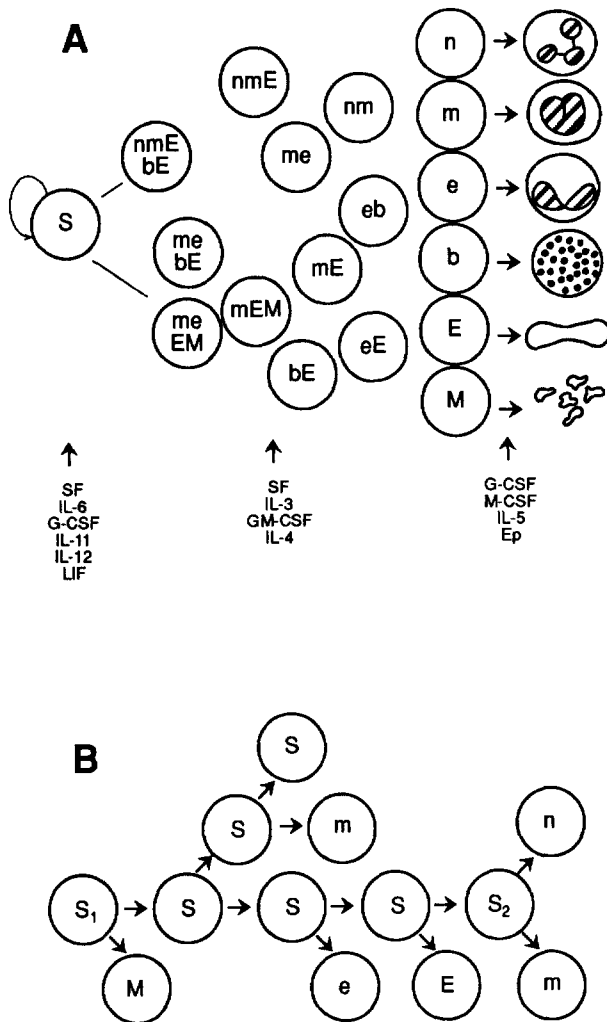 A
n
nmE
nm
m
nmE
bE
me
e
S
eb
me
bE
mE
b
me
EM
mEM
E
bE
eE
M
SF
IL-6
G-CSF
IL-11
IL-12
LIF
SF
IL-3
GM-CSF
IL-4
G-CSF
M-CSF
IL-5
Ep
B
S
S
m
n
S1
S
S
S
S2
M
e
E
m